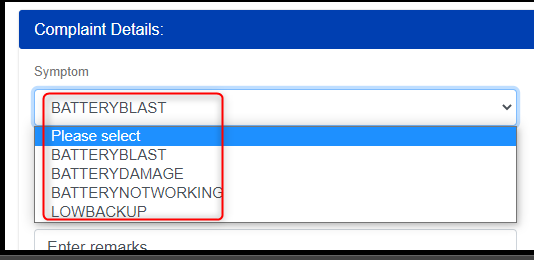 Complaint Details:
Symptom
BATTERYBLAST
Please select
BATTERYBLAST
BATTERYDAMAGE
BATTERYNOTWORKING
LOWBACKUP
Enter remarks